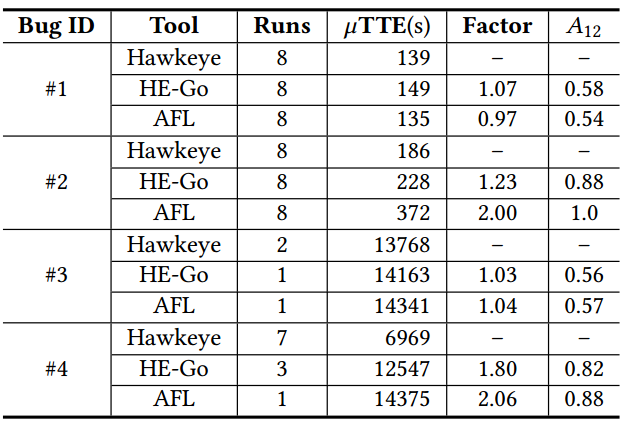 Bug ID Tool Runs μTTE(s) Factor A12
Hawkeye 8 139 – –
#1 HE-Go 8 149 1.07 0.58
AFL 8 135 0.97 0.54
Hawkeye 8 186 – –
#2 HE-Go 8 228 1.23 0.88
AFL 8 372 2.00 1.0
Hawkeye 2 13768 – –
#3 HE-Go 1 14163 1.03 0.56
AFL 1 14341 1.04 0.57
Hawkeye 7 6969 – –
#4 HE-Go 3 12547 1.80 0.82
AFL 1 14375 2.06 0.88